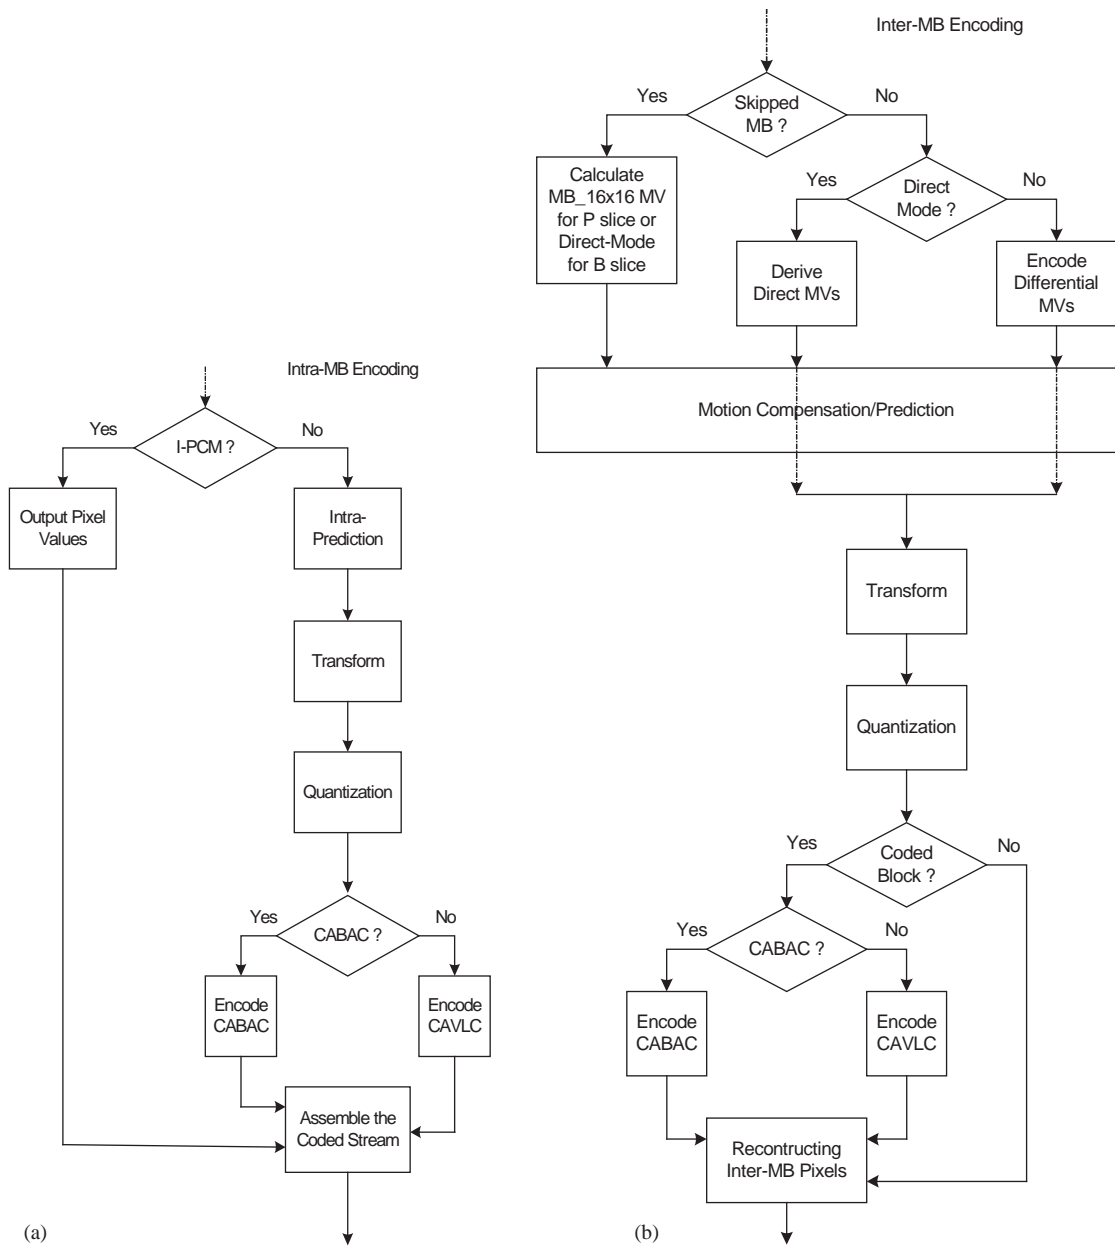 Intra-MB Encoding
I-PCM ?
Yes
No
Output Pixel
Values
Intra-
Prediction
Transform
Quantization
CABAC ?
Yes
No
Encode
CABAC
Encode
CAVLC
Assemble the
Coded Stream
(a)
Inter-MB Encoding
Skipped
MB ?
Yes
No
Calculate
MB_16x16 MV
for P slice or
Direct-Mode
for B slice
Direct
Mode ?
Yes
No
Derive
Direct MVs
Encode
Differential
MVs
Motion Compensation/Prediction
Transform
Quantization
Coded
Block ?
Yes
No
CABAC ?
Yes
No
Encode
CABAC
Encode
CAVLC
Recontructing
Inter-MB Pixels
(b)